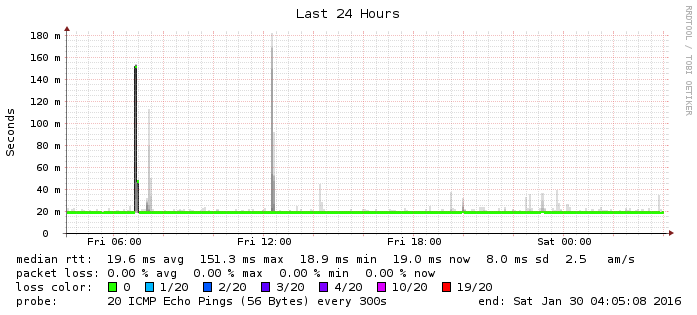 Last 24 Hours
RRDTOOL / TOBI OETIKER
Seconds
180 m
160 m
140 m
120 m
100 m
80 m
60 m
40 m
20 m
0
Fri 06:00 Fri 12:00 Fri 18:00 Sat 00:00
median rtt: 19.6 ms avg 151.3 ms max 18.9 ms min 19.0 ms now 8.0 ms sd 2.5 am/s
packet loss: 0.00 % avg 0.00 % max 0.00 % min 0.00 % now
loss color: 0 1/20 2/20 3/20 4/20 10/20 19/20
probe: 20 ICMP Echo Pings (56 Bytes) every 300s end: Sat Jan 30 04:05:08 2016